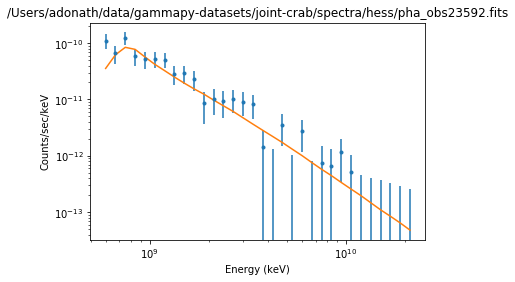 /Users/adonath/data/gammapy-datasets/joint-crab/spectra/hess/pha_obs23592.fits
10⁻¹⁰
10⁻¹¹
10⁻¹²
10⁻¹³
Counts/sec/keV
10⁹
10¹⁰
Energy (keV)